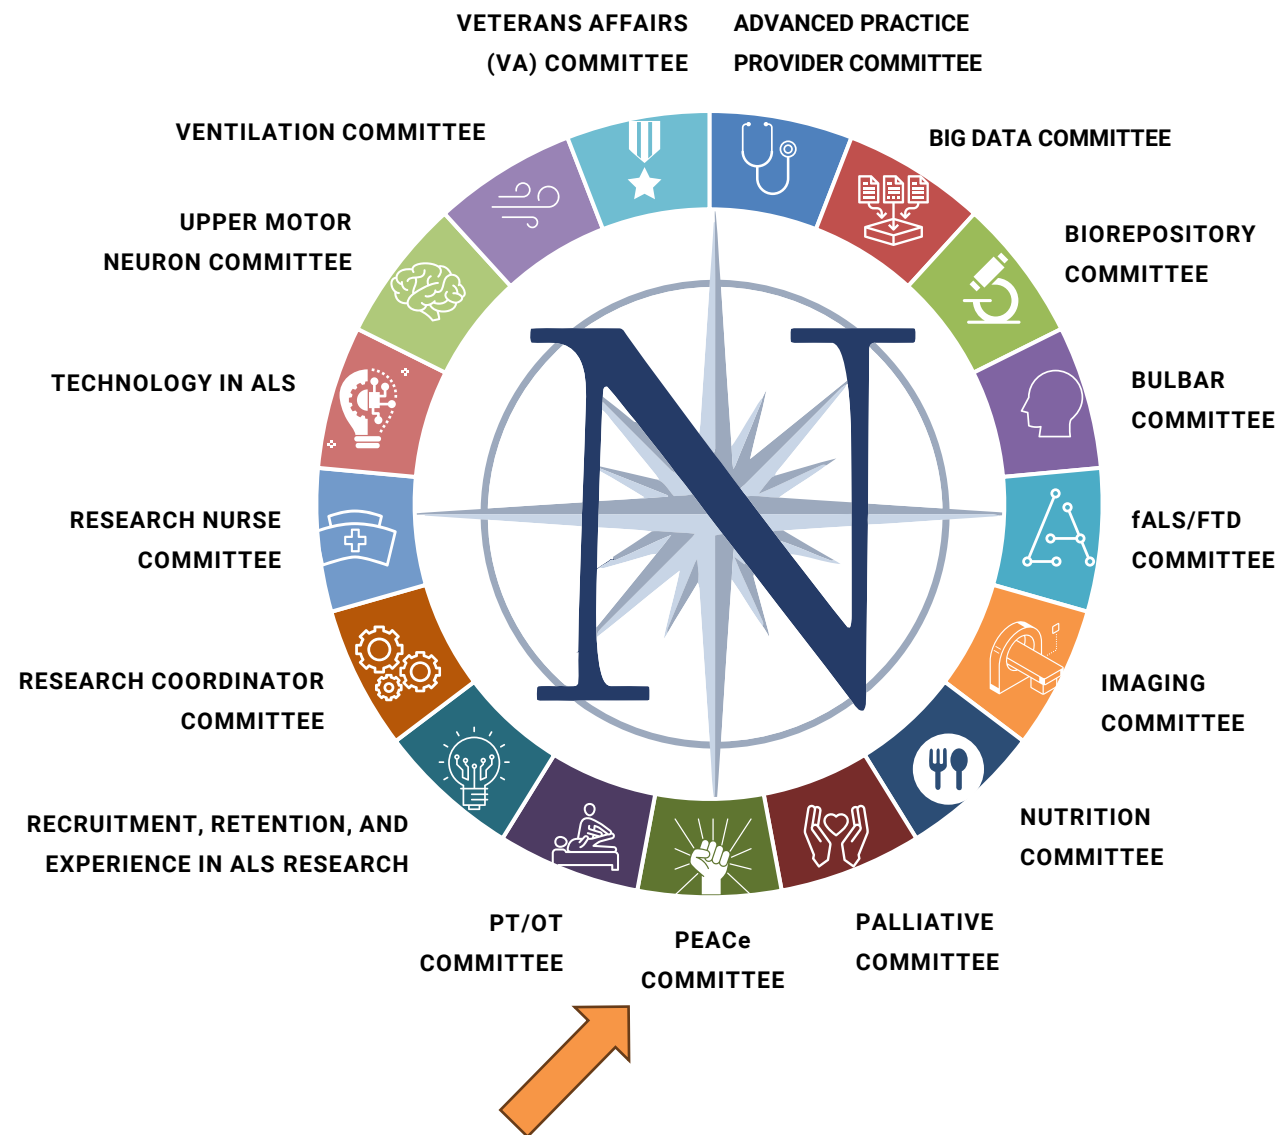 VETERANS AFFAIRS
(VA) COMMITTEE
ADVANCED PRACTICE
PROVIDER COMMITTEE
BIG DATA COMMITTEE
BIOREPOSITORY
COMMITTEE
BULBAR
COMMITTEE
fALS/FTD
COMMITTEE
IMAGING
COMMITTEE
NUTRITION
COMMITTEE
PALLIATIVE
COMMITTEE
PEACe
COMMITTEE
PT/OT
COMMITTEE
RECRUITMENT, RETENTION, AND
EXPERIENCE IN ALS RESEARCH
RESEARCH COORDINATOR
COMMITTEE
RESEARCH NURSE
COMMITTEE
TECHNOLOGY IN ALS
UPPER MOTOR
NEURON COMMITTEE
VENTILATION COMMITTEE
N